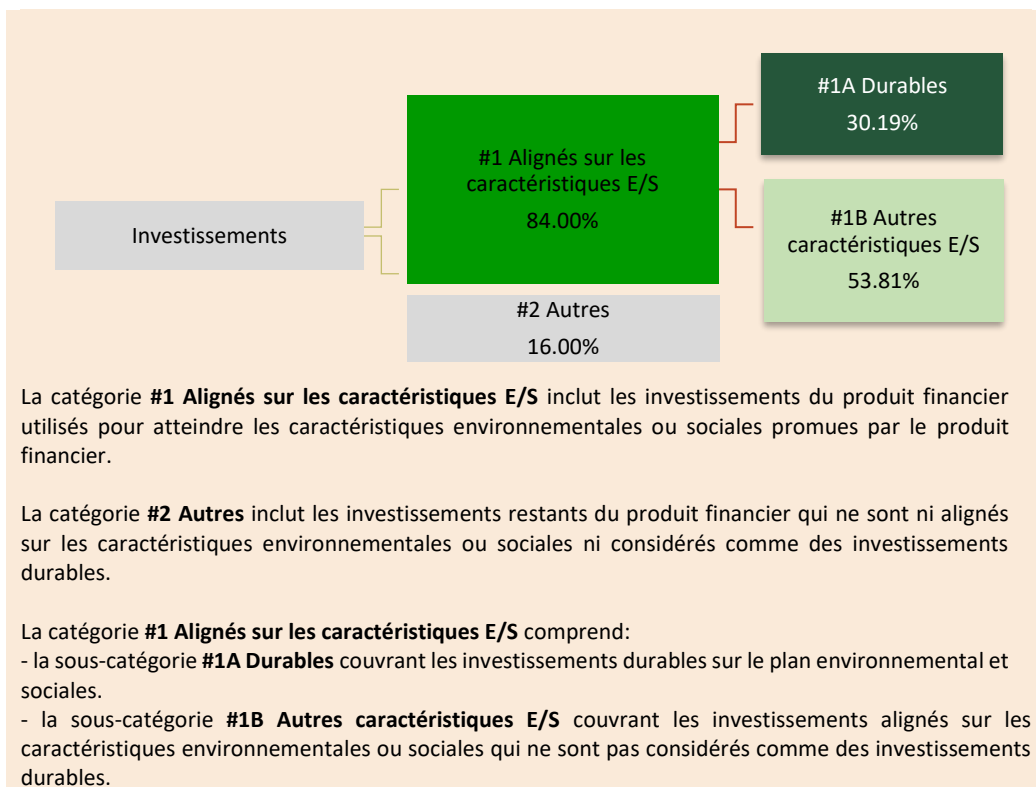 #1A Durables
30.19%
#1 Alignés sur les
caractéristiques E/S
84.00%
Investissements
#1B Autres
caractéristiques E/S
53.81%
#2 Autres
16.00%
La catégorie #1 Alignés sur les caractéristiques E/S inclut les investissements du produit financier
utilisés pour atteindre les caractéristiques environnementales ou sociales promues par le produit
financier.
La catégorie #2 Autres inclut les investissements restants du produit financier qui ne sont ni alignés
sur les caractéristiques environnementales ou sociales ni considérés comme des investissements
durables.
La catégorie #1 Alignés sur les caractéristiques E/S comprend:
- la sous-catégorie #1A Durables couvrant les investissements durables sur le plan environnemental et
sociales.
- la sous-catégorie #1B Autres caractéristiques E/S couvrant les investissements alignés sur les
caractéristiques environnementales ou sociales qui ne sont pas considérés comme des investissements
durables.